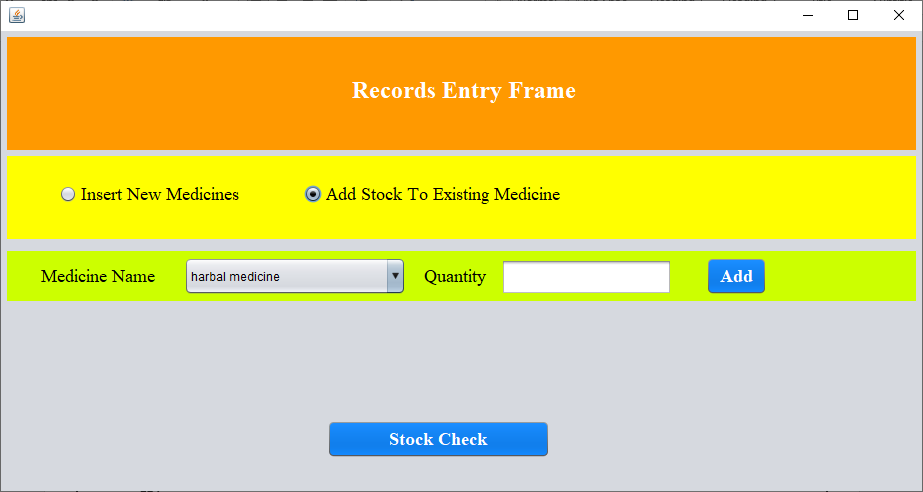 Records Entry Frame
Insert New Medicines Add Stock To Existing Medicine
Medicine Name harbal medicine Quantity Add
Stock Check